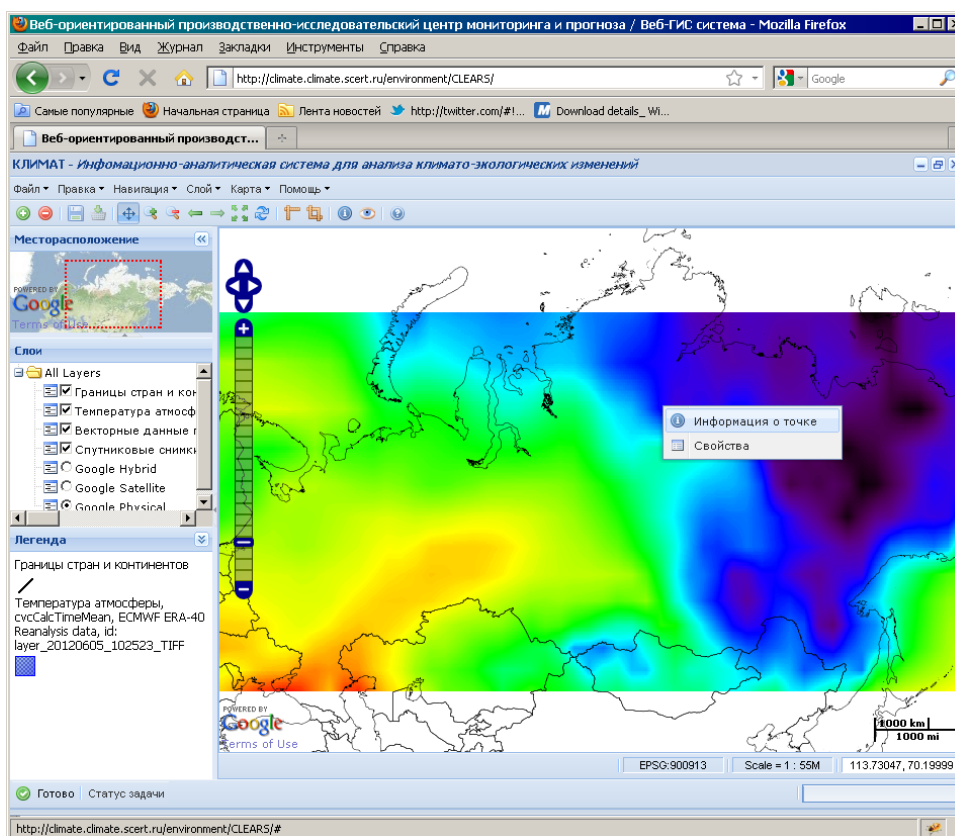 Веб-ориентированный производственно-исследовательский центр мониторинга и прогноза / Веб-ГИС система - Mozilla Firefox
Файл Правка Вид Журнал Закладки Инструменты Справка
http://climate.climate.scert.ru/environment/CLEARS/
Google
Самые популярные Начальная страница Лента новостей http://twitter.com/#!... Download details_ Wi...
Веб-ориентированный производст...
КЛИМАТ - Инфомационно-аналитическая система для анализа климато-экологических изменений
Файл Правка Навигация Слой Карта Помощь
Месторасположение
POWERED BY
Google
Terms of Use
Слои
All Layers
Границы стран и кон
Температура атмосф
Векторные данные г
Спутниковые снимки
Google Hybrid
Google Satellite
Google Physical
Легенда
Границы стран и континентов
Температура атмосферы,
cvcCalcTimeMean, ECMWF ERA-40
Reanalysis data, id:
layer_20120605_102523_TIFF
Информация о точке
Свойства
POWERED BY
Google
Terms of Use
1000 km
1000 mi
EPSG:900913 Scale = 1 : 55M 113.73047, 70.19999
Готово Статус задачи
http://climate.climate.scert.ru/environment/CLEARS/#